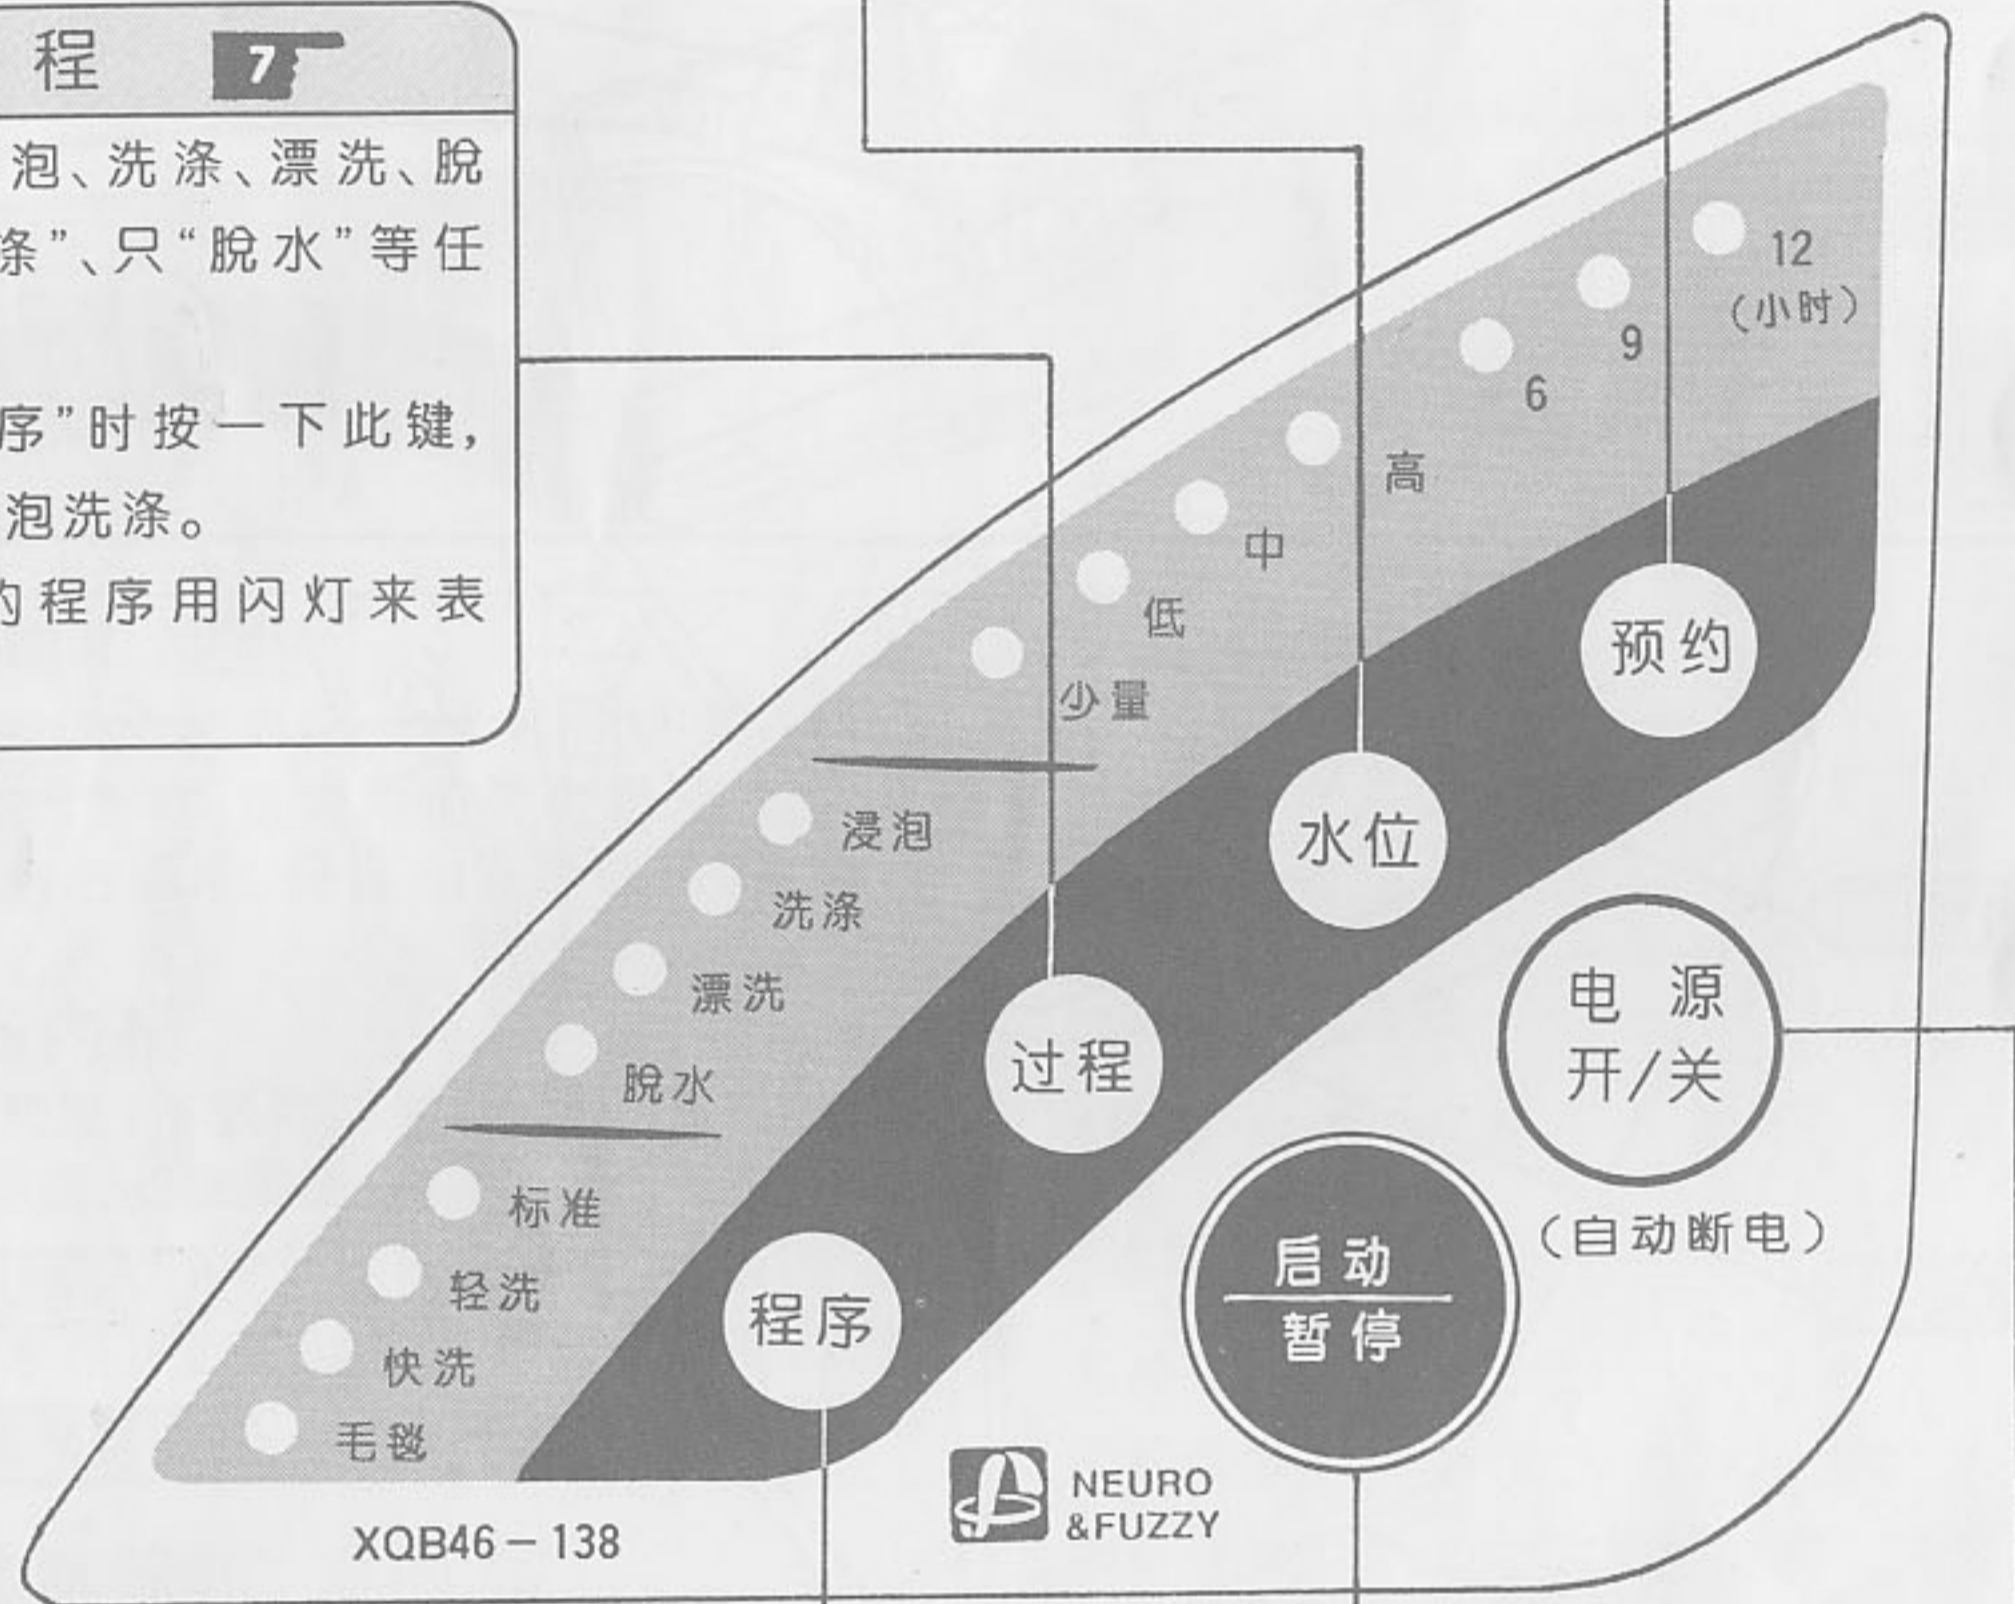 程 7
泡、洗涤、漂洗、脱
涤”、只“脱水”等任
序”时按一下此键,
泡洗涤。
的程序用闪灯来表
12
(小时)
9
6
高
中
低
少量
浸泡
洗涤
漂洗
脱水
标准
轻洗
快洗
毛毯
预约
水位
过程
程序
电源
开/关
(自动断电)
启动
暂停
NEURO
&FUZZY
XQB46-138